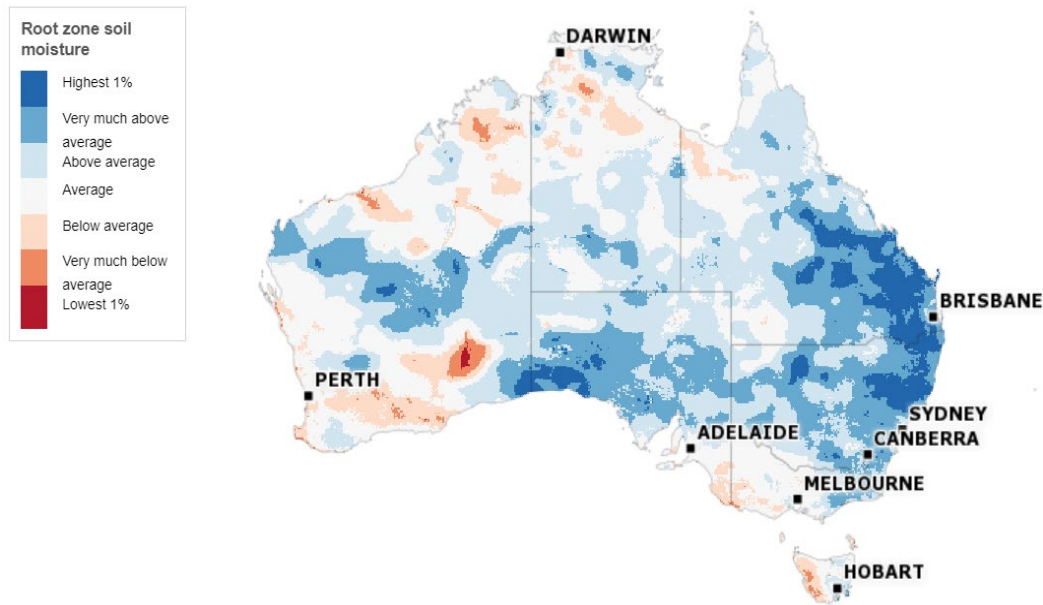 Root zone soil
moisture
Highest 1%
Very much above
average
Above average
Average
Below average
Very much below
average
Lowest 1%
DARWIN
BRISBANE
PERTH
SYDNEY
ADELAIDE
CANBERRA
MELBOURNE
HOBART